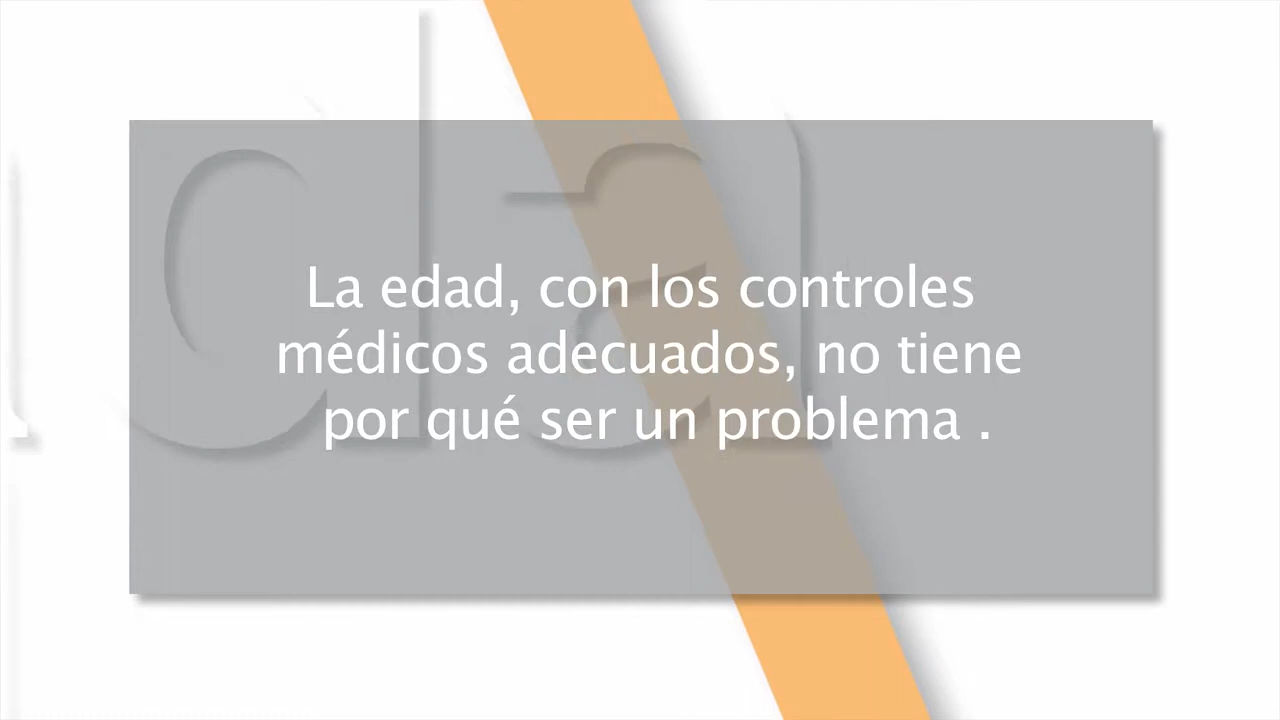 La edad, con los controles
médicos adecuados, no tiene
por qué ser un problema .